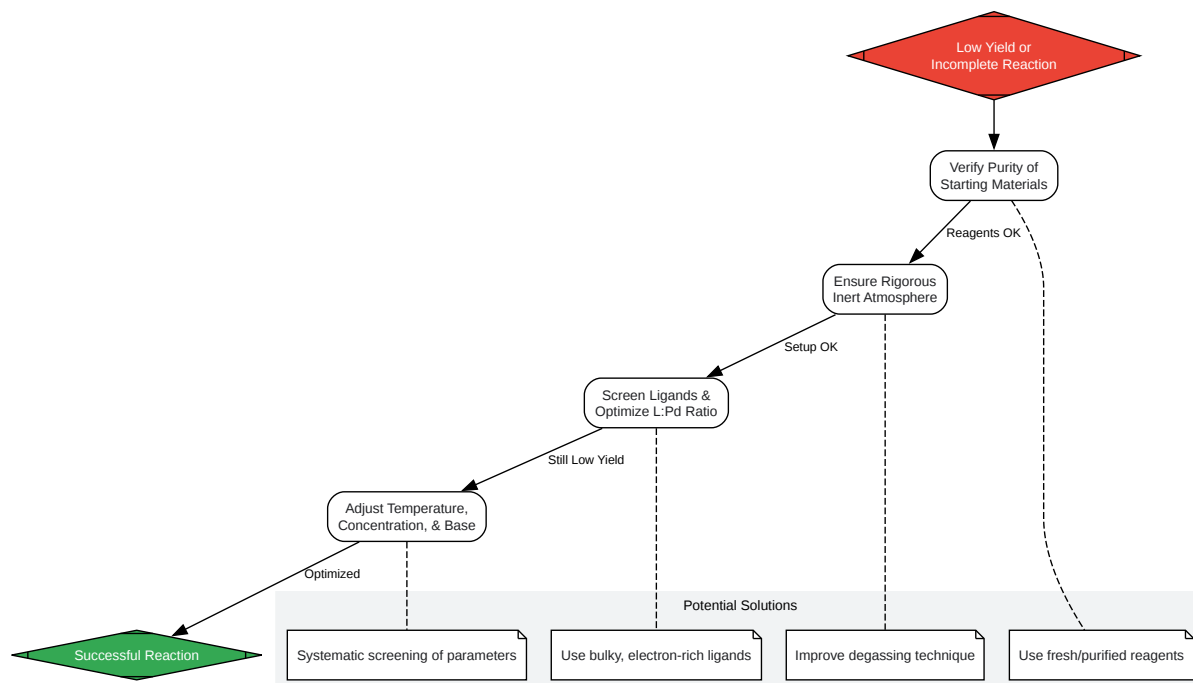 Low Yield or
Incomplete Reaction
Verify Purity of
Starting Materials
Reagents OK
Ensure Rigorous
Inert Atmosphere
Setup OK
Screen Ligands &
Optimize L:Pd Ratio
Still Low Yield
Adjust Temperature,
Concentration, & Base
Optimized
Potential Solutions
Successful Reaction
Systematic screening of parameters
Use bulky, electron-rich ligands
Improve degassing technique
Use fresh/purified reagents